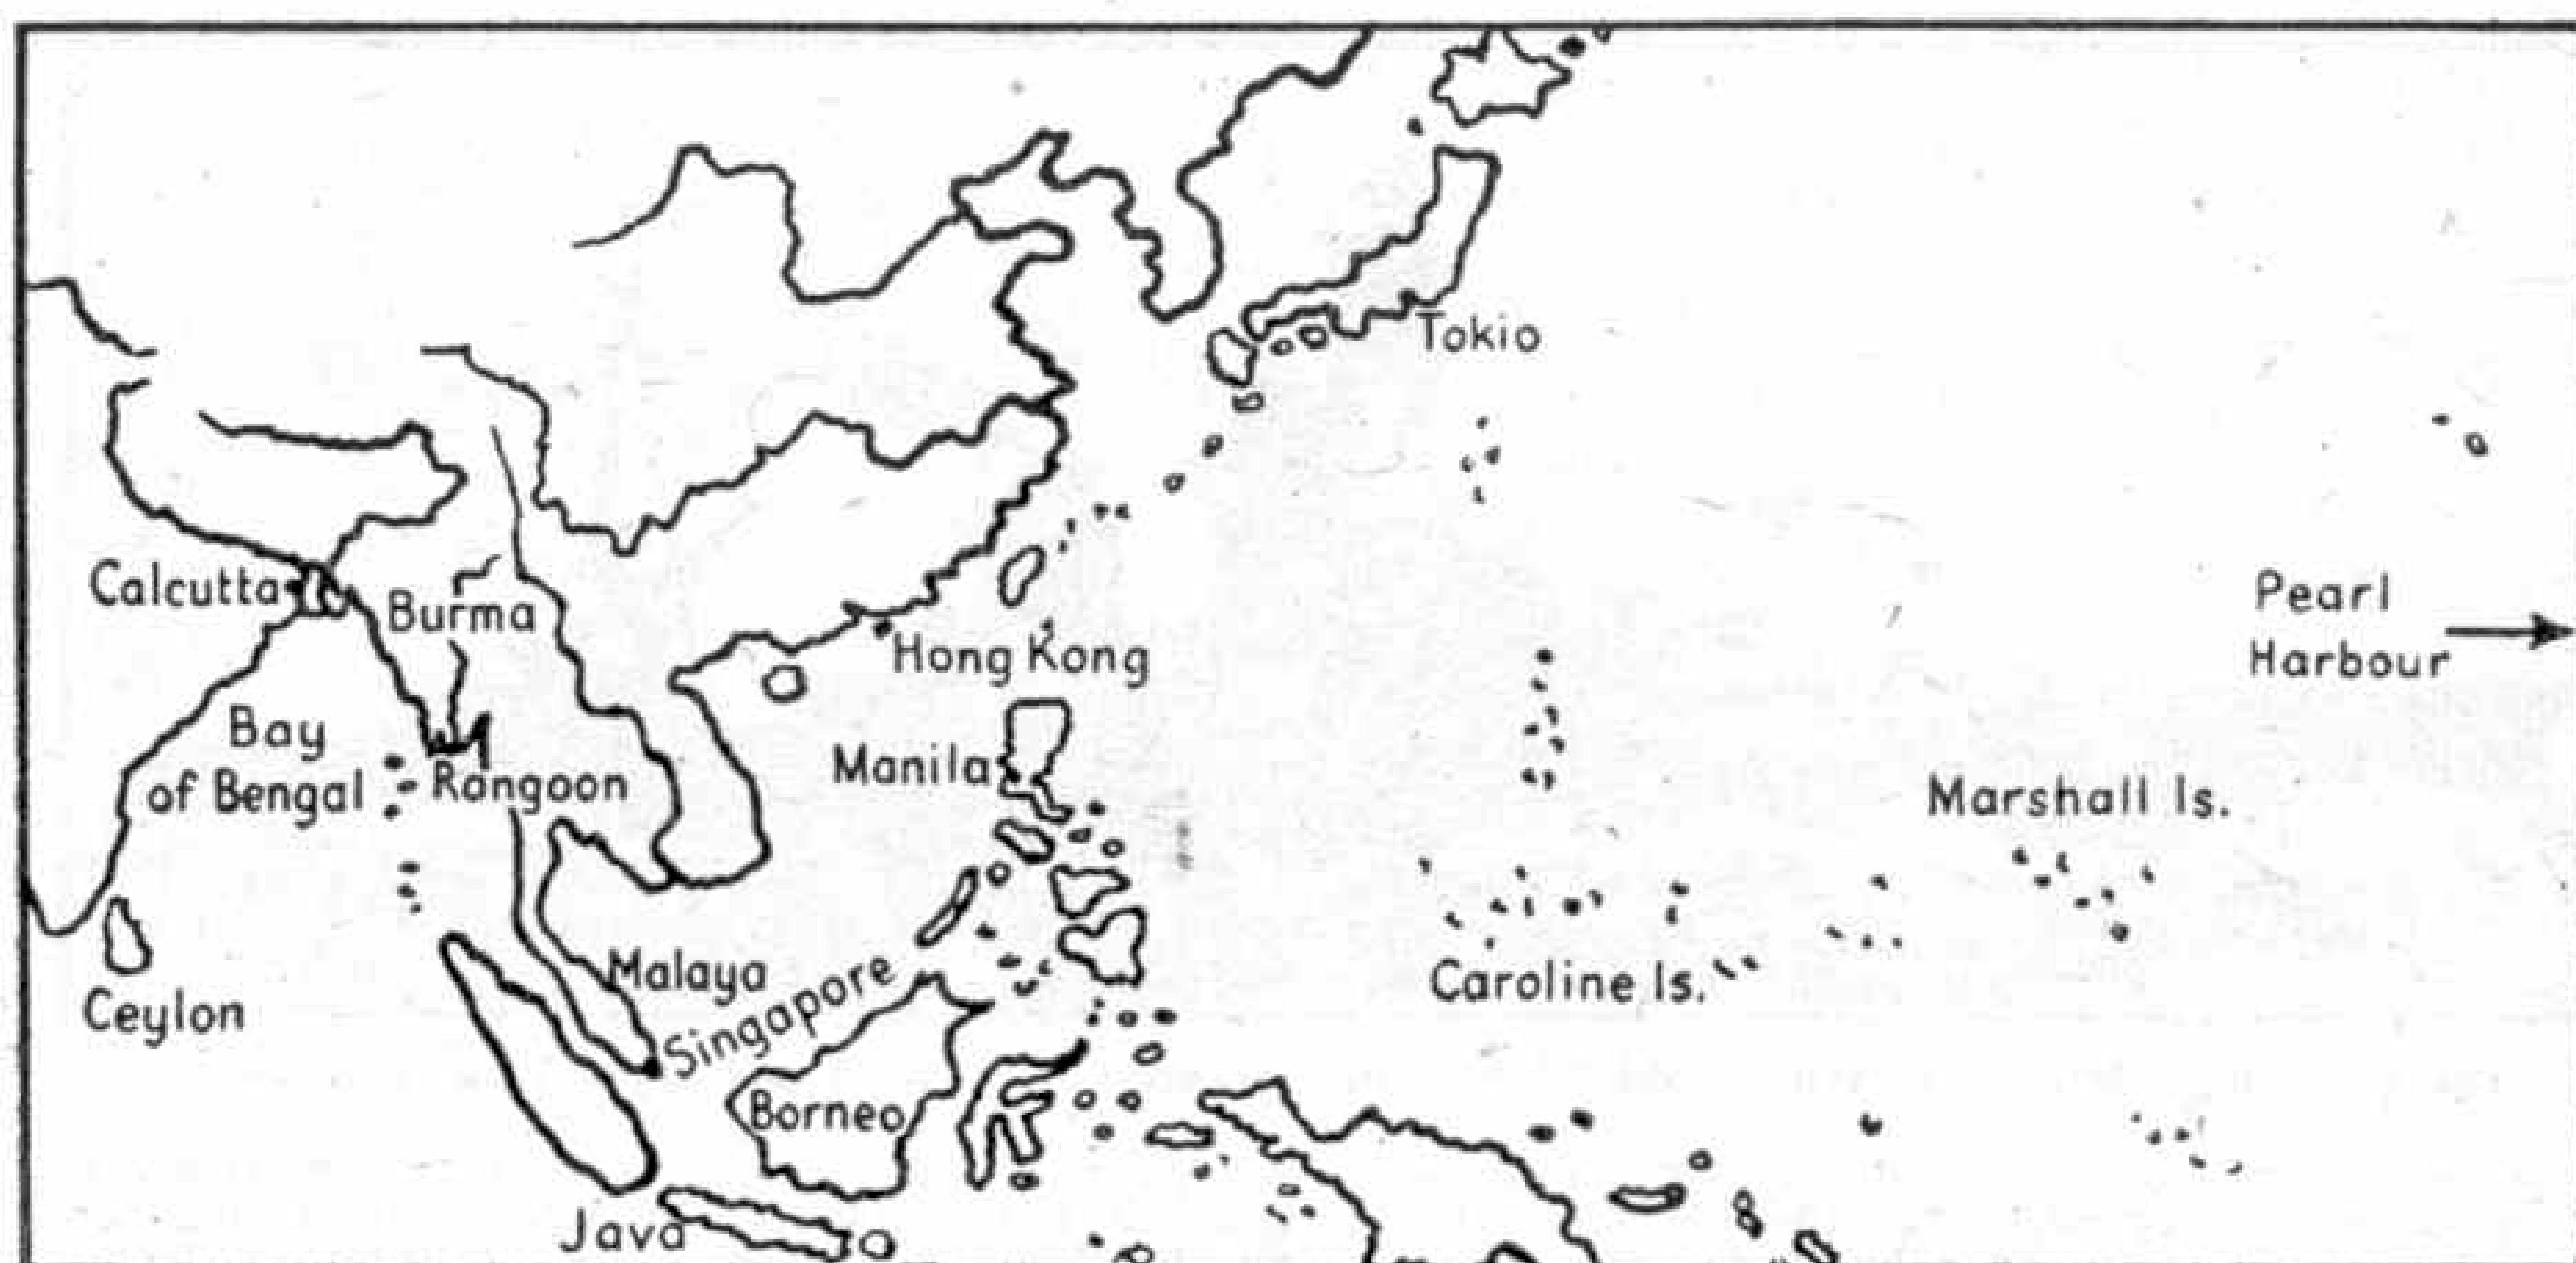 Tokio
Calcutta
Burma
Hong Kong
Pearl
Harbour
Bay
of Bengal
Rangoon
Manila
Marshall Is.
Malaya
Singapore
Caroline Is.
Ceylon
Borneo
Java